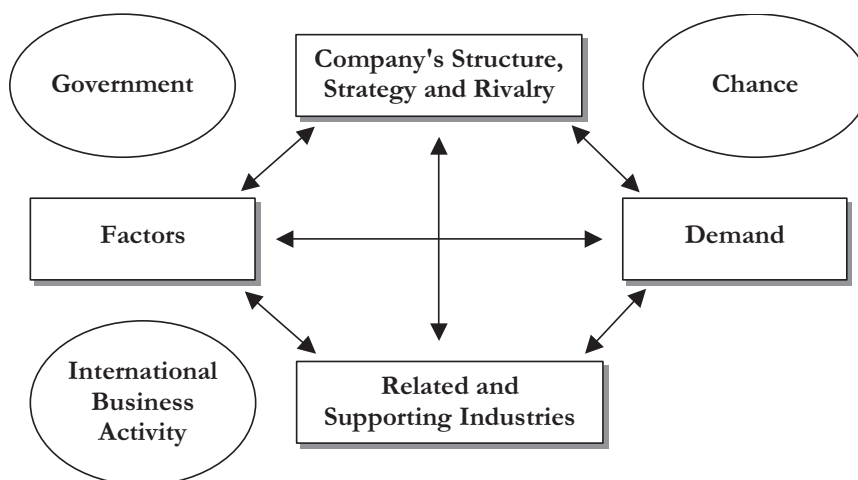 Government
Company's Structure,
Strategy and Rivalry
Chance
Factors
Demand
International
Business
Activity
Related and
Supporting Industries